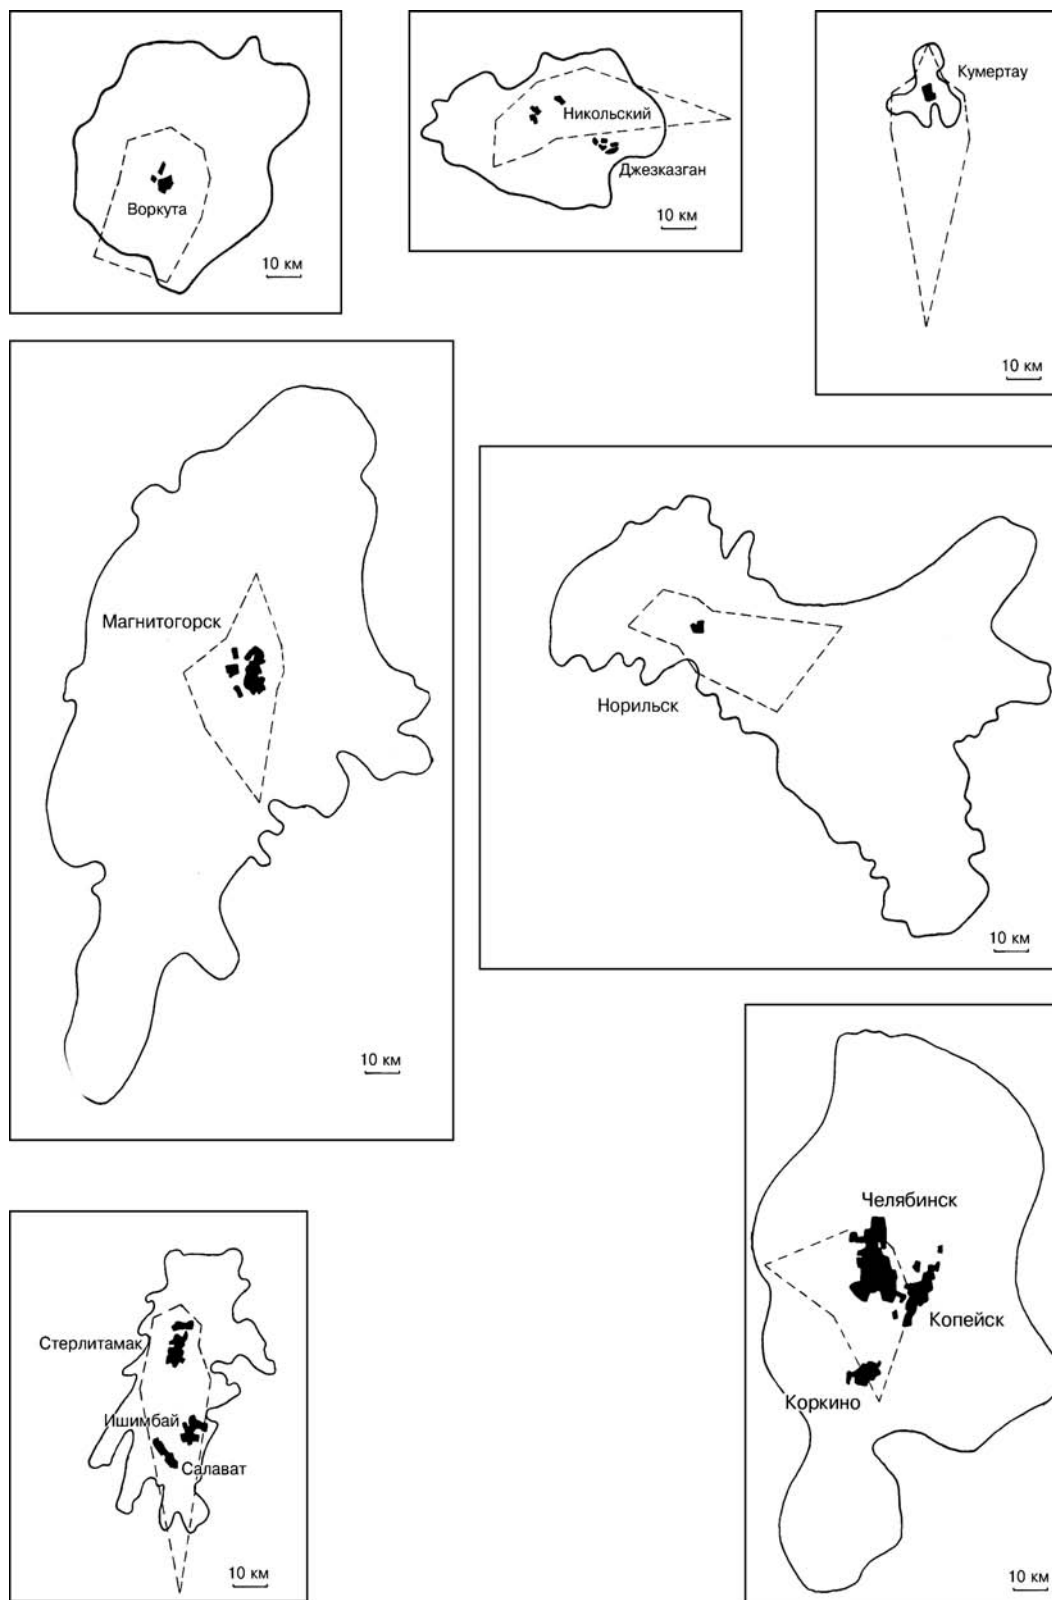 Воркута
10 км
Никольский
Джезказган
10 км
Кумертау
10 км
Магнитогорск
10 км
Норильск
10 км
Стерлитамак
Ишимбай
Салават
10 км
Челябинск
Копейск
Коркино
10 км